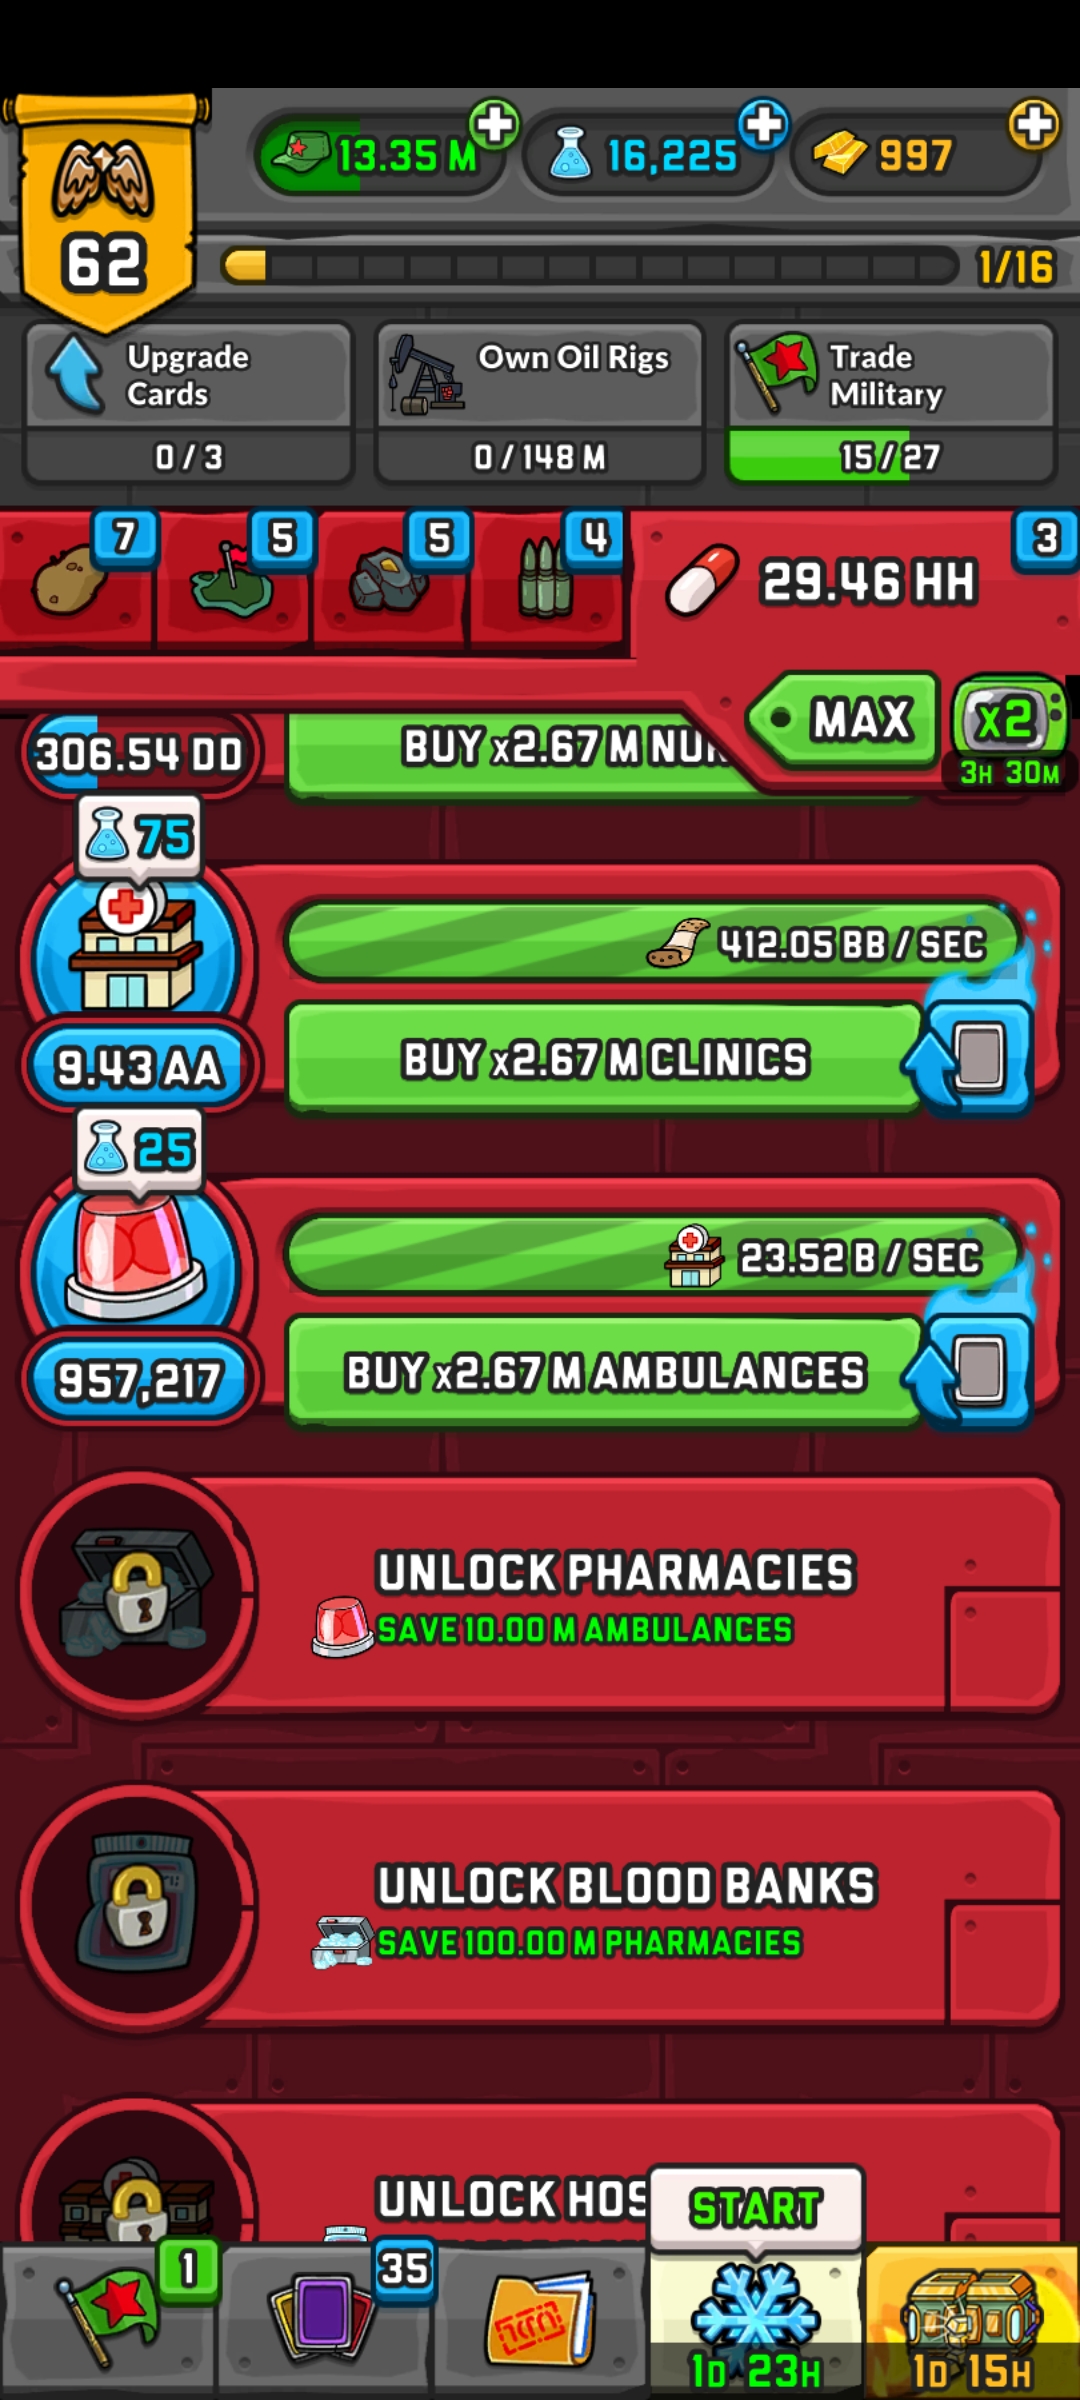 13.35 M
16,225
997
62
1/16
Upgrade
Cards
0 / 3
Own Oil Rigs
0 / 148 M
Trade
Military
15 / 27
7
5
5
4
3
29.46 HH
MAX
x2
3H 30M
306.54 DD
BUY x2.67 M
75
412.05 BB / SEC
9.43 AA
BUY x2.67 M CLINICS
25
23.52 B / SEC
957,217
BUY x2.67 M AMBULANCES
UNLOCK PHARMACIES
SAVE 10.00 M AMBULANCES
UNLOCK BLOOD BANKS
SAVE 100.00 M PHARMACIES
UNLOCK HOS
START
1
35
1D 23H
1D 15H